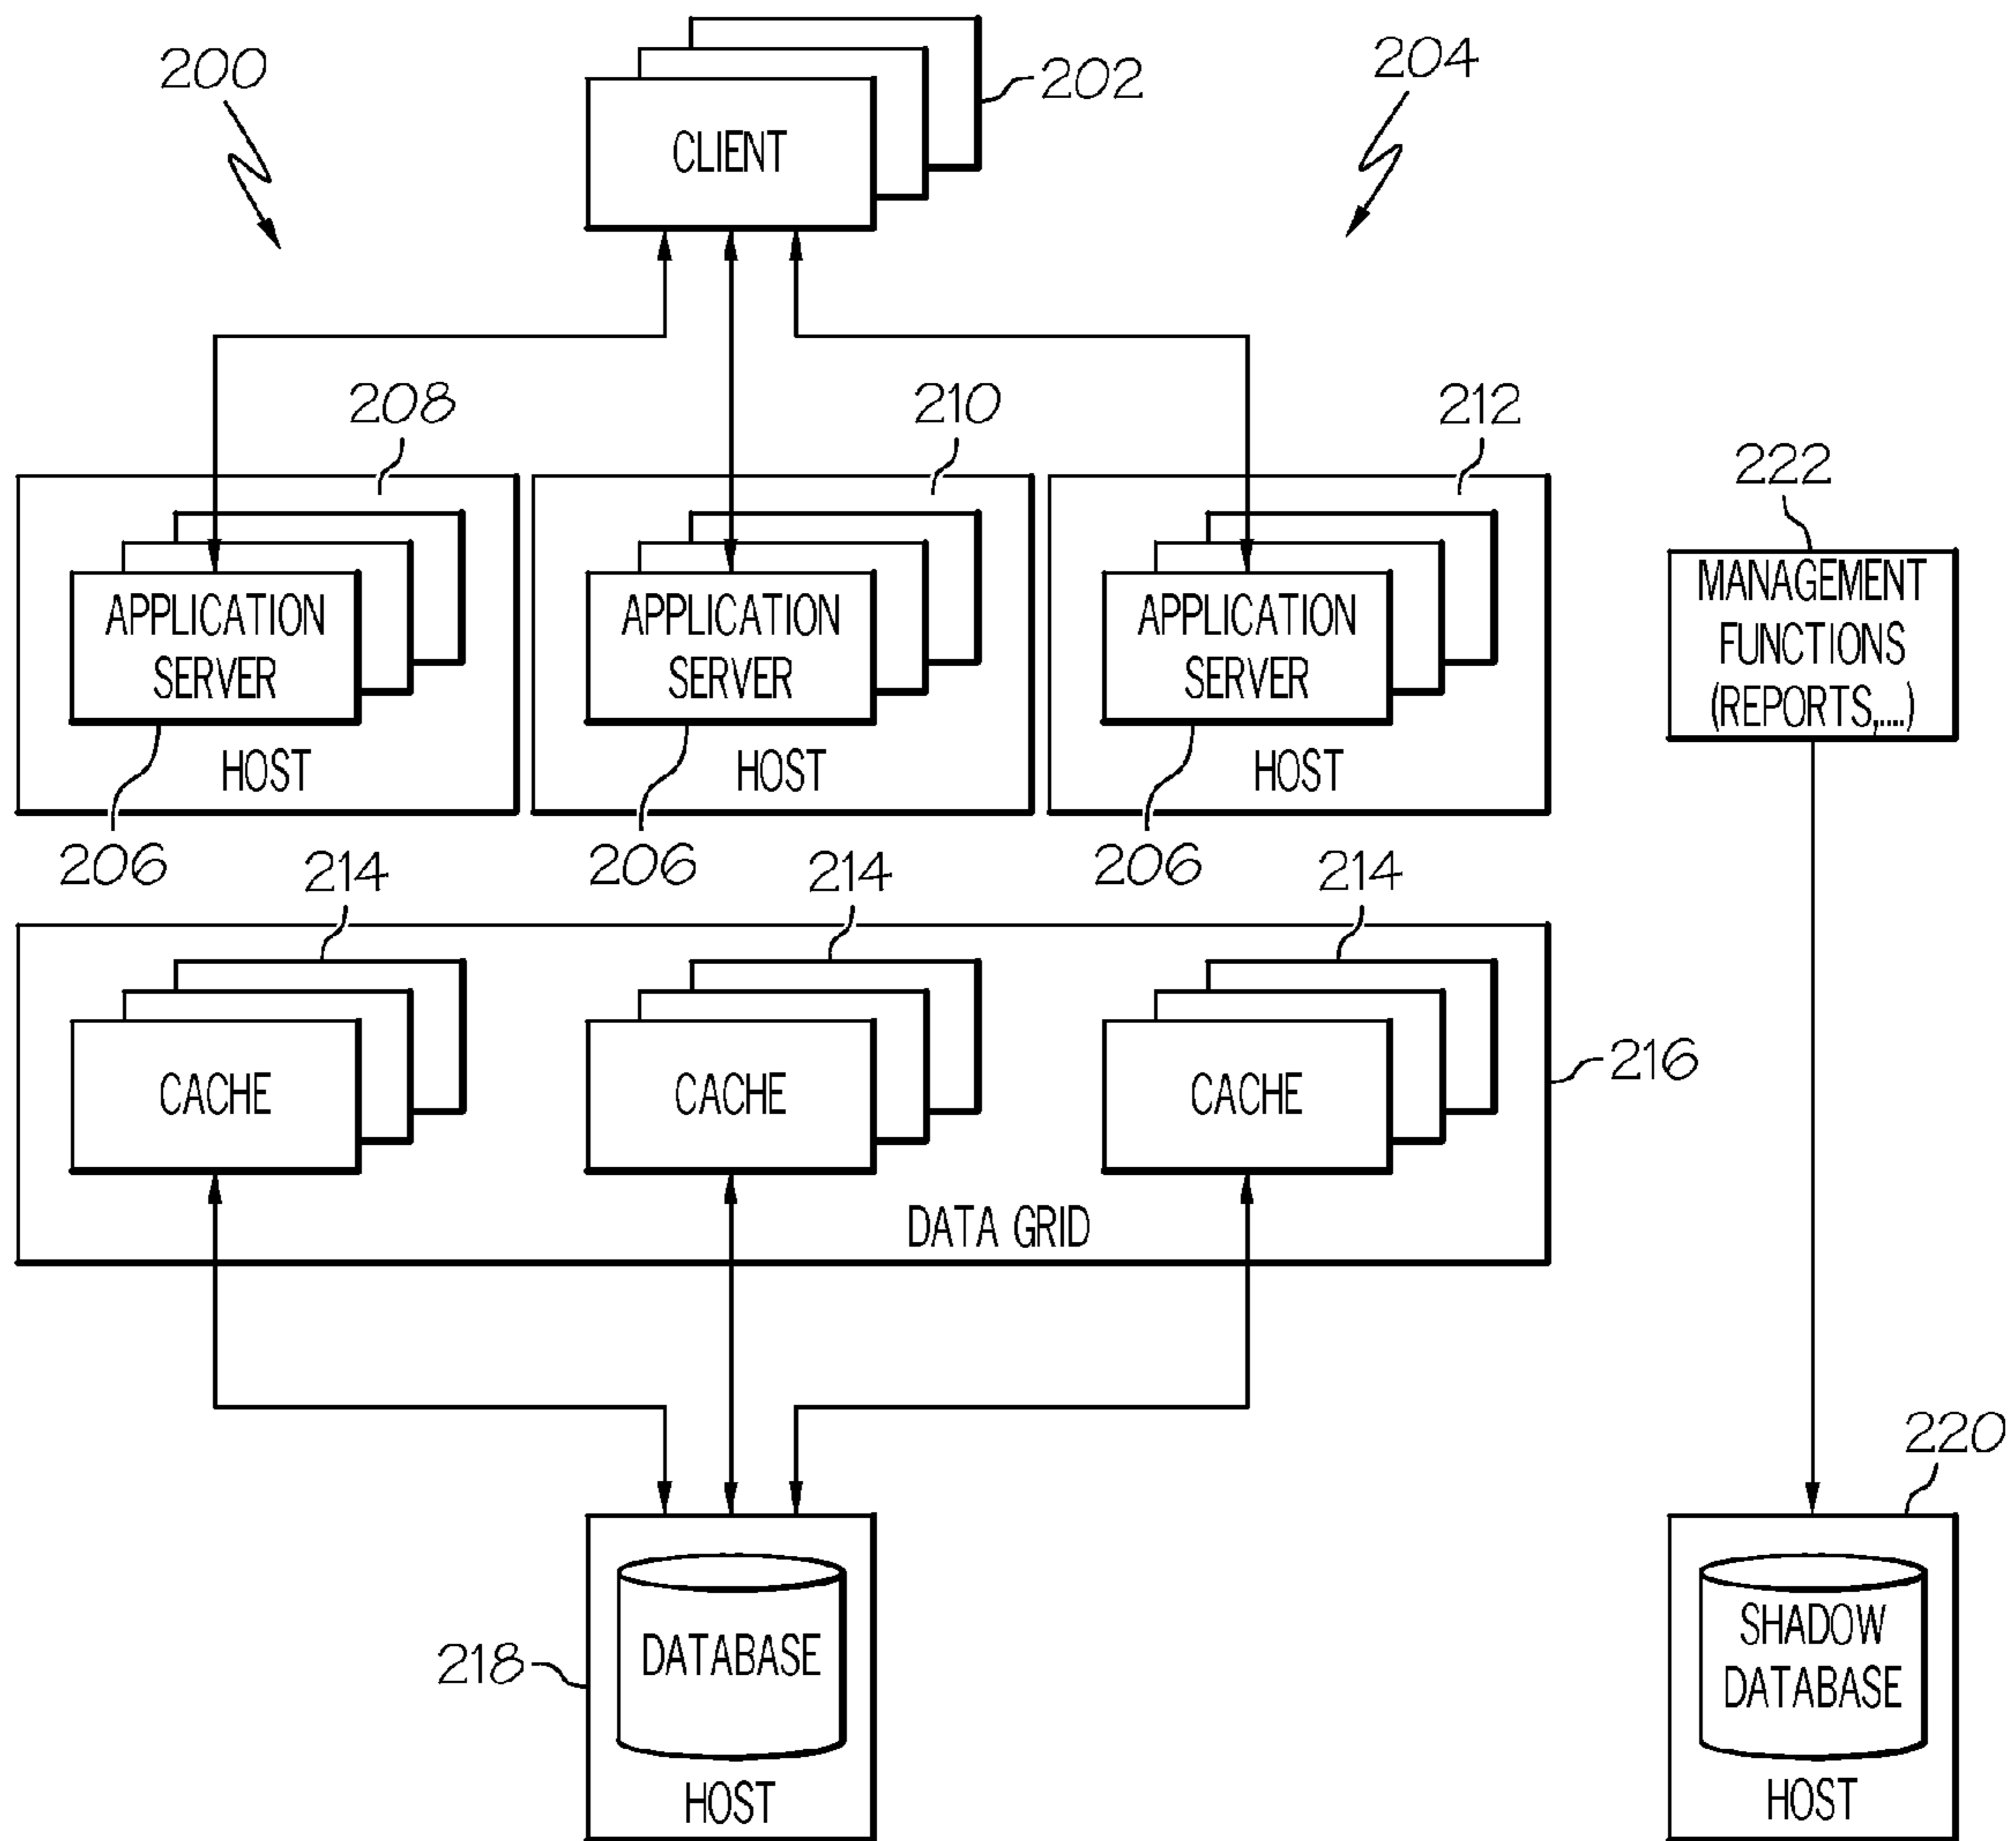 200
202
204
CLIENT
208
210
212
222
MANAGEMENT
FUNCTIONS
(REPORTS,....)
APPLICATION
SERVER
APPLICATION
SERVER
APPLICATION
SERVER
HOST
HOST
HOST
206
214
206
214
206
214
216
CACHE
CACHE
CACHE
DATA GRID
220
218
DATABASE
HOST
SHADOW
DATABASE
HOST